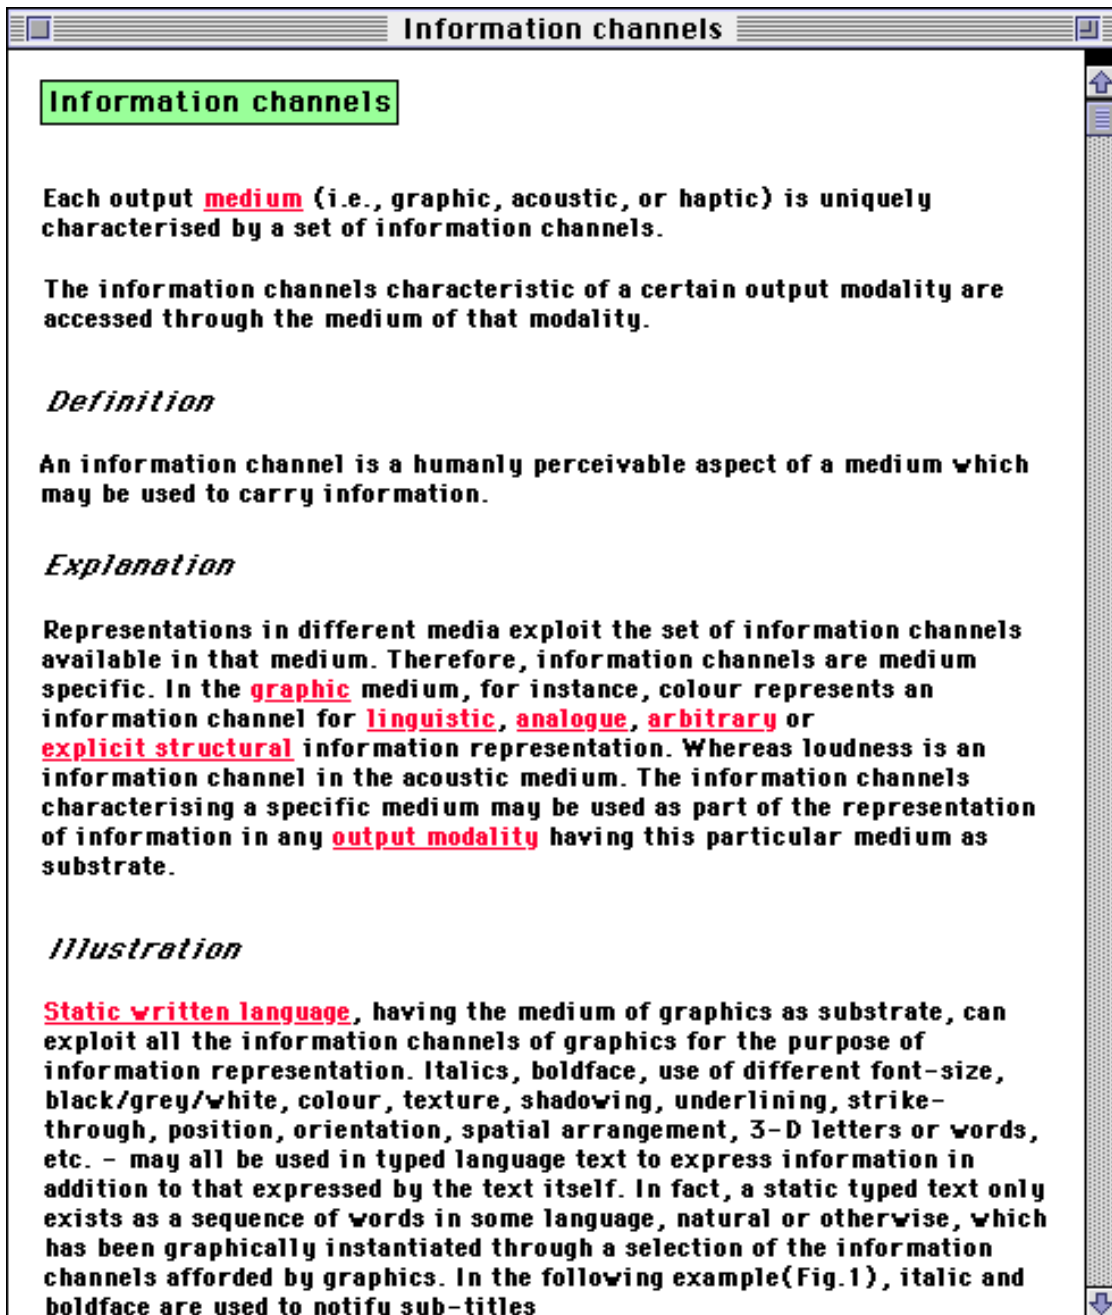 Information channels
Information channels
Each output medium (i.e., graphic, acoustic, or haptic) is uniquely
characterised by a set of information channels.
The information channels characteristic of a certain output modality are
accessed through the medium of that modality.
Definition
An information channel is a humanly perceivable aspect of a medium which
may be used to carry information.
Explanation
Representations in different media exploit the set of information channels
available in that medium. Therefore, information channels are medium
specific. In the graphic medium, for instance, colour represents an
information channel for linguistic, analogue, arbitrary or
explicit structural information representation. Whereas loudness is an
information channel in the acoustic medium. The information channels
characterising a specific medium may be used as part of the representation
of information in any output modality having this particular medium as
substrate.
Illustration
Static written language, having the medium of graphics as substrate, can
exploit all the information channels of graphics for the purpose of
information representation. Italics, boldface, use of different font-size,
black/grey/white, colour, texture, shadowing, underlining, strike-
through, position, orientation, spatial arrangement, 3-D letters or words,
etc. - may all be used in typed language text to express information in
addition to that expressed by the text itself. In fact, a static typed text only
exists as a sequence of words in some language, natural or otherwise, which
has been graphically instantiated through a selection of the information
channels afforded by graphics. In the following example(Fig.1), italic and
boldface are used to notify sub-titles